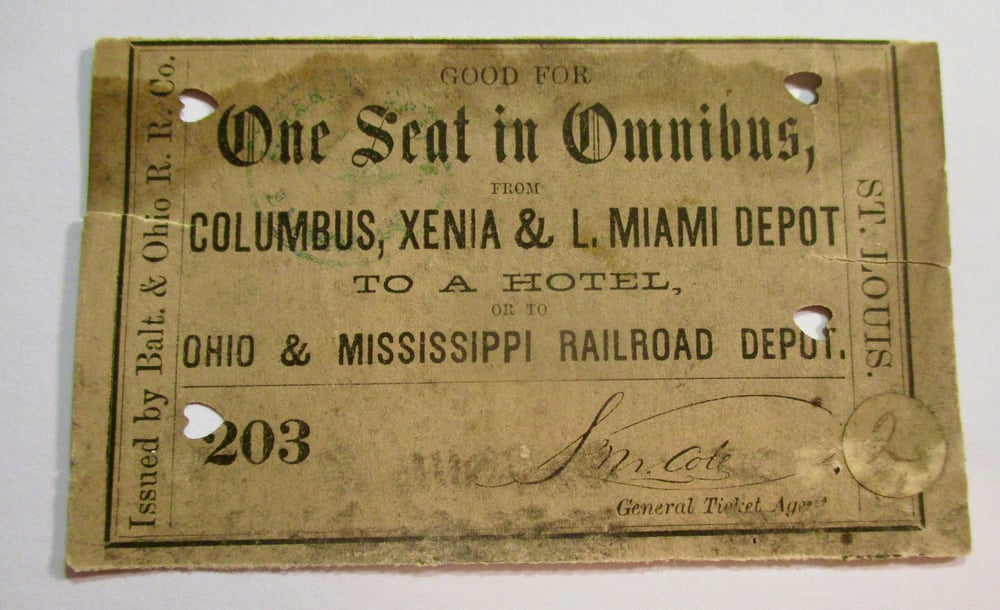 Issued by Balt. & Ohio R. R. Co.
GOOD FOR
One Seat in Omnibus,
FROM
COLUMBUS, XENIA & L. MIAMI DEPOT
TO A HOTEL,
OR TO
OHIO & MISSISSIPPI RAILROAD DEPOT.
203
L. M. Cole
General Ticket Agent
ST. LOUIS.
2